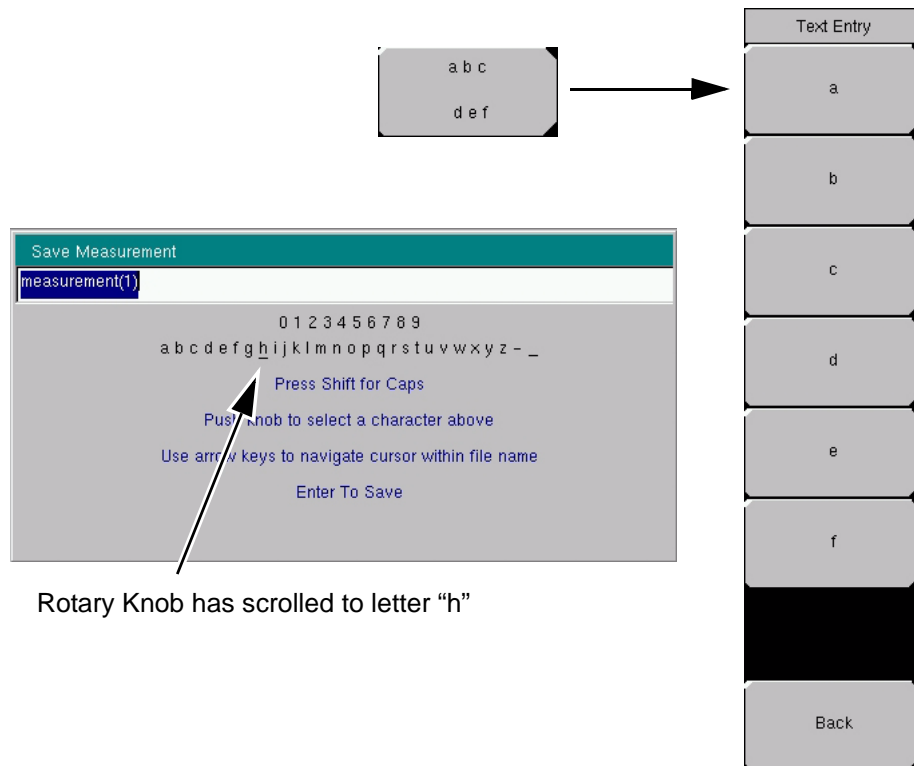 Text Entry
a b c
d e f
a
b
c
d
e
f
Back
Save Measurement
measurement(1)
0 1 2 3 4 5 6 7 8 9
a b c d e f g h i j k l m n o p q r s t u v w x y z - _
Press Shift for Caps
Push Knob to select a character above
Use arrow keys to navigate cursor within file name
Enter To Save
Rotary Knob has scrolled to letter “h”